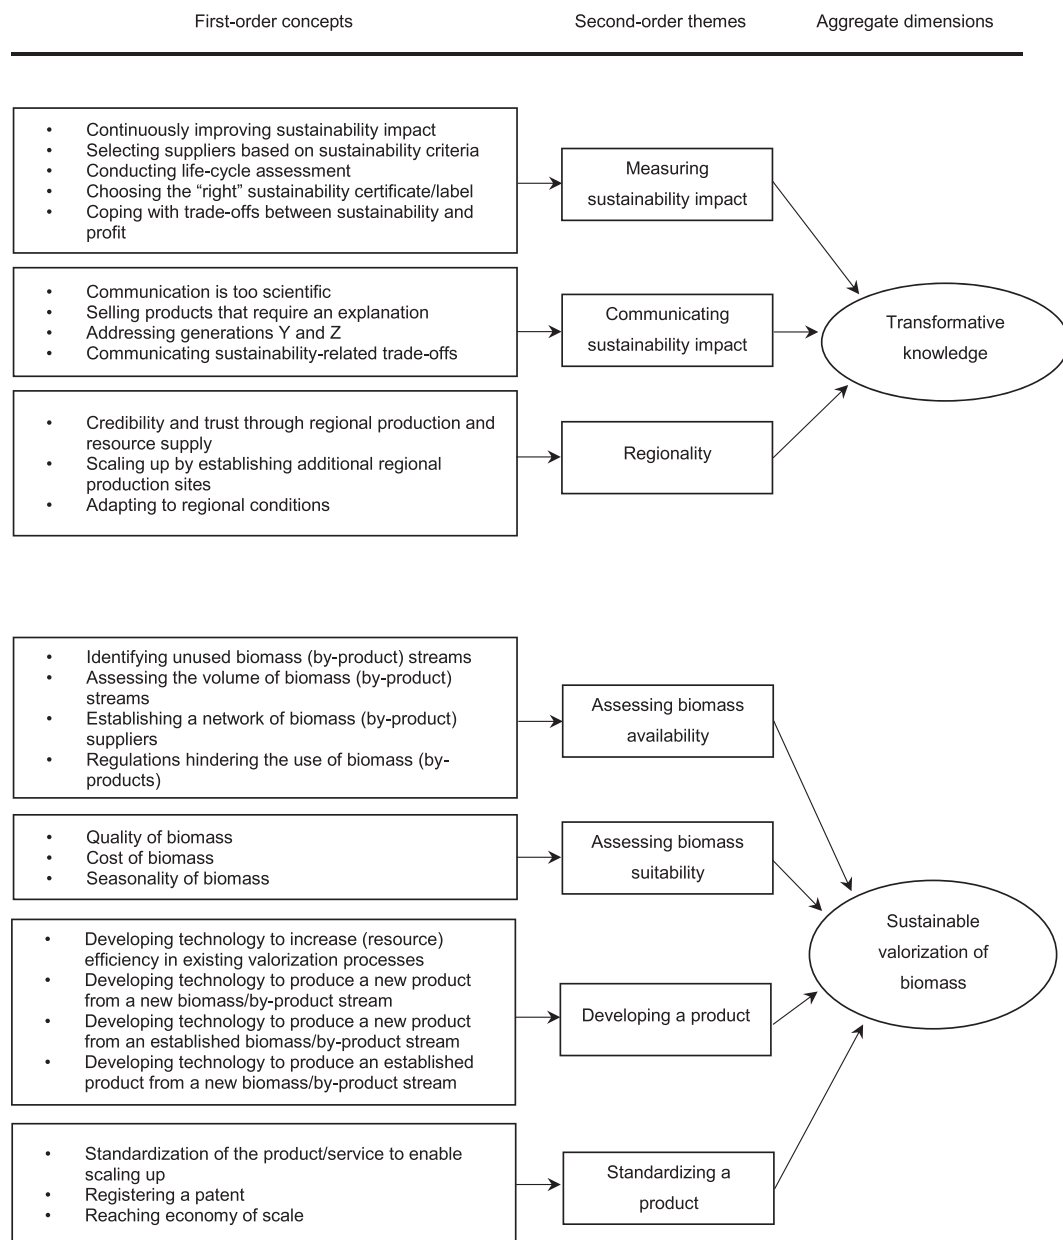 First-order concepts Second-order themes Aggregate dimensions
• Continuously improving sustainability impact
• Selecting suppliers based on sustainability criteria
• Conducting life-cycle assessment
• Choosing the “right” sustainability certificate/label
• Coping with trade-offs between sustainability and
profit
Measuring
sustainability impact
• Communication is too scientific
• Selling products that require an explanation
• Addressing generations Y and Z
• Communicating sustainability-related trade-offs
Communicating
sustainability impact
Transformative
knowledge
• Credibility and trust through regional production and
resource supply
• Scaling up by establishing additional regional
production sites
• Adapting to regional conditions
Regionality
• Identifying unused biomass (by-product) streams
• Assessing the volume of biomass (by-product)
streams
• Establishing a network of biomass (by-product)
suppliers
• Regulations hindering the use of biomass (by-
products)
Assessing biomass
availability
• Quality of biomass
• Cost of biomass
• Seasonality of biomass
Assessing biomass
suitability
Sustainable
valorization of
biomass
• Developing technology to increase (resource)
efficiency in existing valorization processes
• Developing technology to produce a new product
from a new biomass/by-product stream
• Developing technology to produce a new product
from an established biomass/by-product stream
• Developing technology to produce an established
product from a new biomass/by-product stream
Developing a product
• Standardization of the product/service to enable
scaling up
• Registering a patent
• Reaching economy of scale
Standardizing a
product